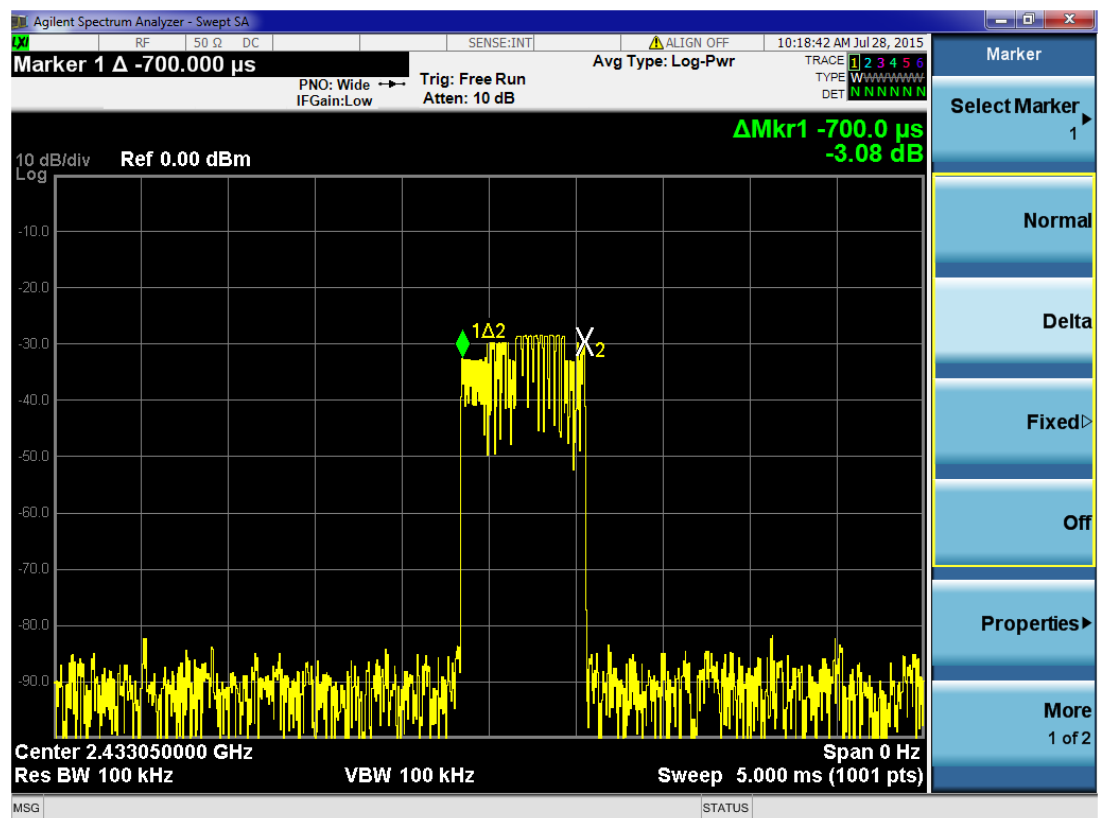 Agilent Spectrum Analyzer - Swept SA
LXI RF 50 Ω DC SENSE:INT ALIGN OFF 10:18:42 AM Jul 28, 2015
Marker 1 Δ -700.000 µs
PNO: Wide
IFGain:Low
Trig: Free Run
Atten: 10 dB
Avg Type: Log-Pwr
TRACE 1 2 3 4 5 6
TYPE WWWWWW
DET N N N N N N
ΔMkr1 -700.0 µs
-3.08 dB
10 dB/div Ref 0.00 dBm
Log
-10.0
-20.0
-30.0
-40.0
-50.0
-60.0
-70.0
-80.0
-90.0
1Δ2
2
Center 2.433050000 GHz Span 0 Hz
Res BW 100 kHz VBW 100 kHz Sweep 5.000 ms (1001 pts)
MSG STATUS
Marker
Select Marker
1
Normal
Delta
Fixed
Off
Properties
More
1 of 2